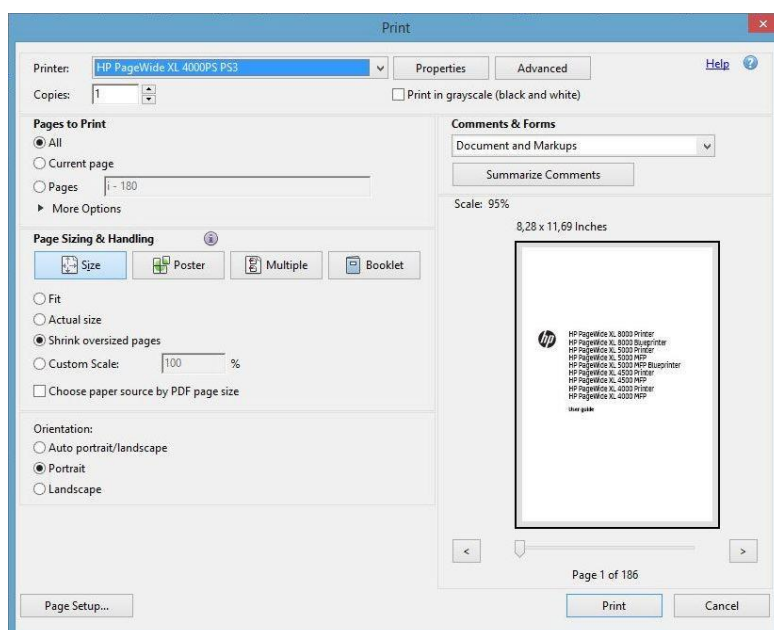 Print
Printer: HP PageWide XL 4000PS PS3 Properties Advanced Help
Copies: 1 Print in grayscale (black and white)
Pages to Print
All
Current page
Pages i - 180
More Options
Page Sizing & Handling
Size Poster Multiple Booklet
Fit
Actual size
Shrink oversized pages
Custom Scale: 100 %
Choose paper source by PDF page size
Orientation:
Auto portrait/landscape
Portrait
Landscape
Comments & Forms
Document and Markups
Summarize Comments
Scale: 95%
8,28 x 11,69 Inches
hp
HP PageWide XL 8000 Printer
HP PageWide XL 8000 Blueprinter
HP PageWide XL 5000 Printer
HP PageWide XL 5000 MFP
HP PageWide XL 5000 MFP Blueprinter
HP PageWide XL 4500 Printer
HP PageWide XL 4500 MFP
HP PageWide XL 4000 Printer
HP PageWide XL 4000 MFP
User guide
< >
Page 1 of 186
Page Setup... Print Cancel